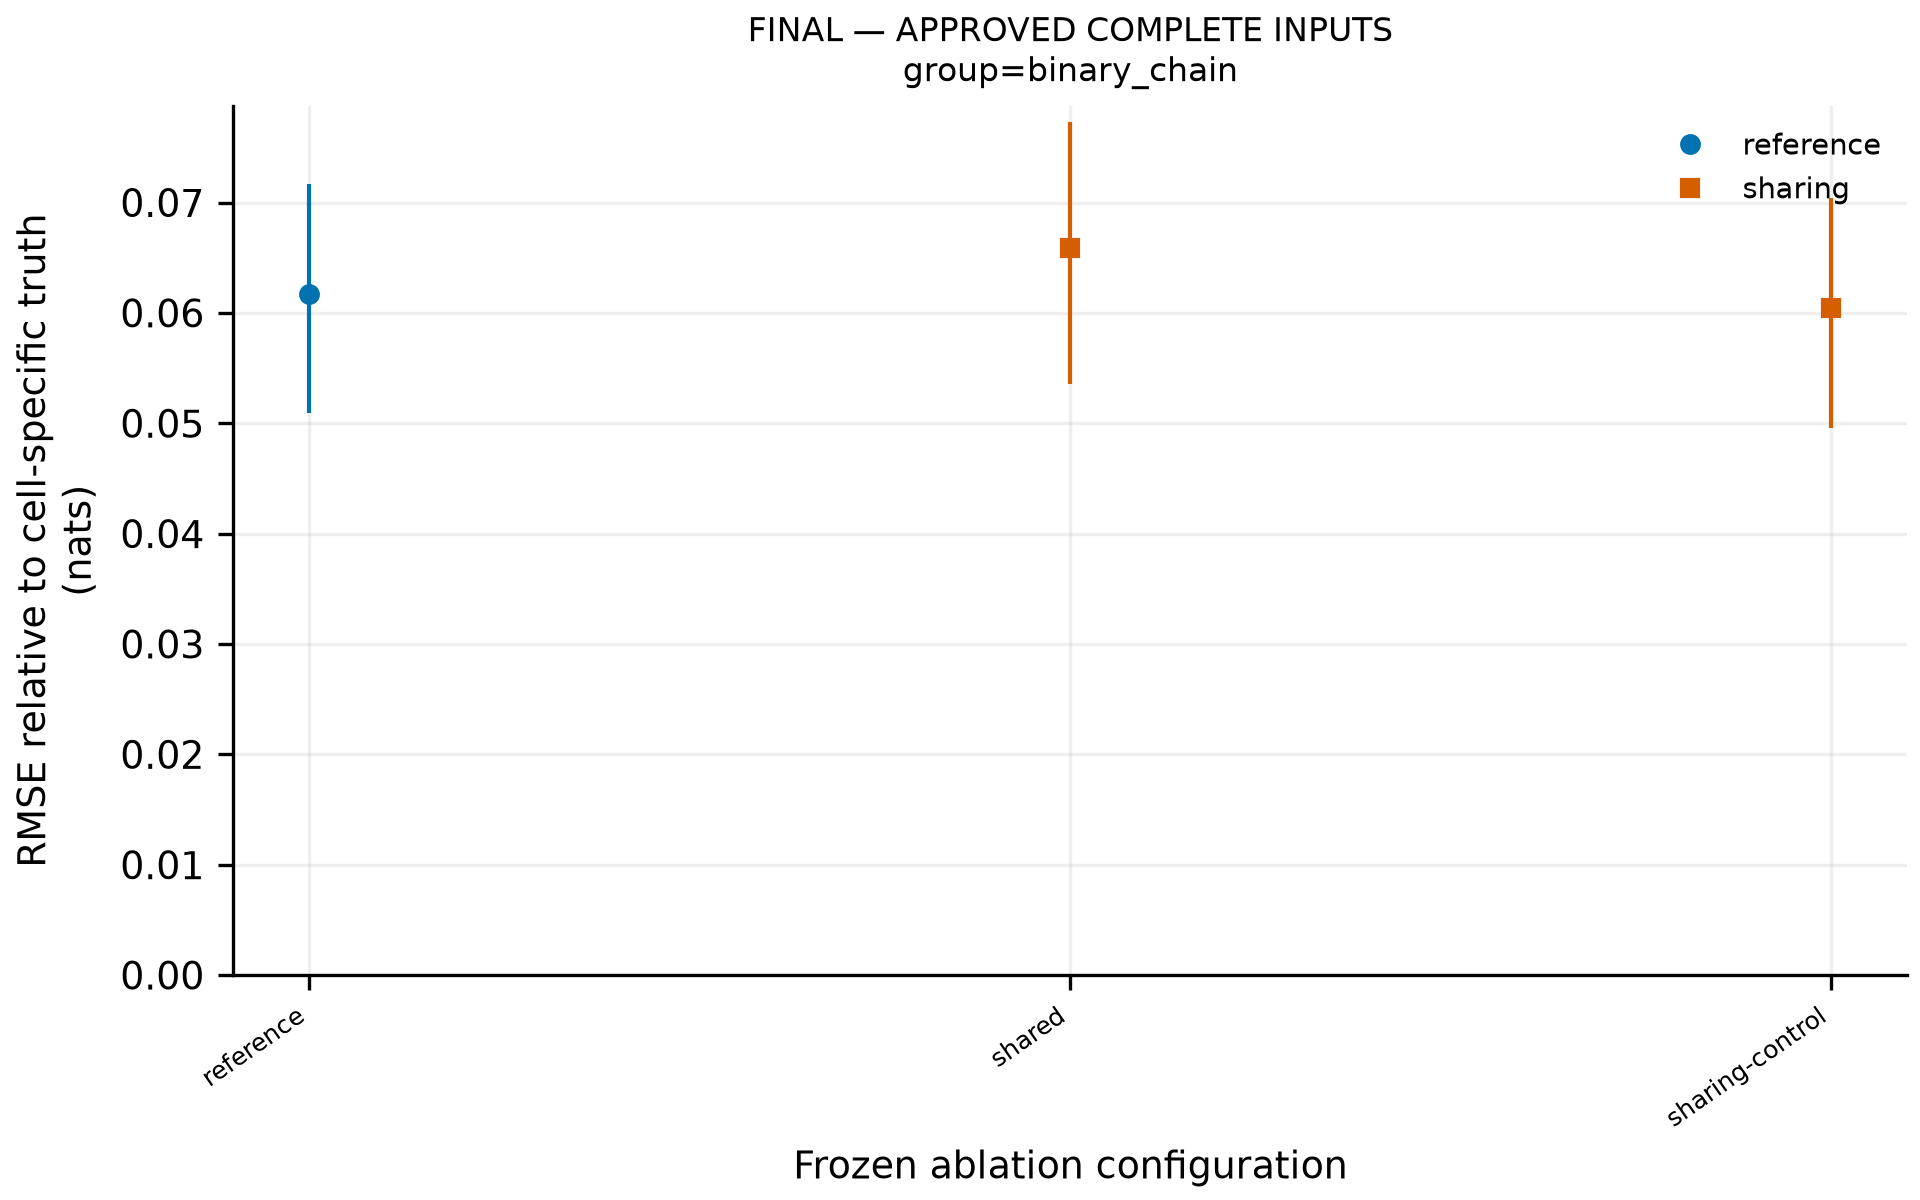 FINAL — APPROVED COMPLETE INPUTS
group=binary_chain
reference
sharing
RMSE relative to cell-specific truth
(nats)
0.07
0.06
0.05
0.04
0.03
0.02
0.01
0.00
reference
shared
sharing-control
Frozen ablation configuration